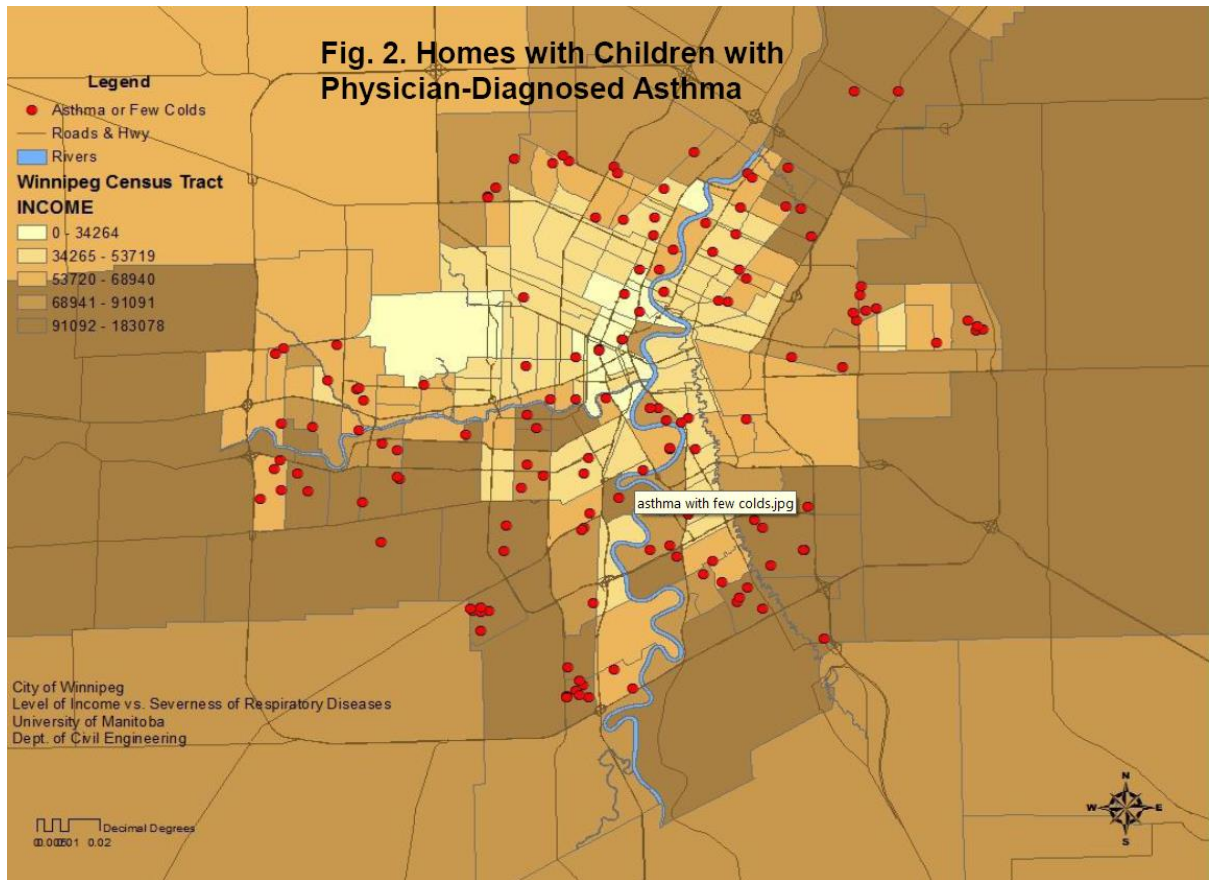 Fig. 2. Homes with Children with
Physician-Diagnosed Asthma
Legend
Asthma or Few Colds
Roads & Hwy
Rivers
Winnipeg Census Tract
INCOME
0 - 34264
34265 - 53719
53720 - 68940
68941 - 91091
91092 - 183078
asthma with few colds.jpg
City of Winnipeg
Level of Income vs. Severness of Respiratory Diseases
University of Manitoba
Dept. of Civil Engineering
Decimal Degrees
0.02
N
W E
S